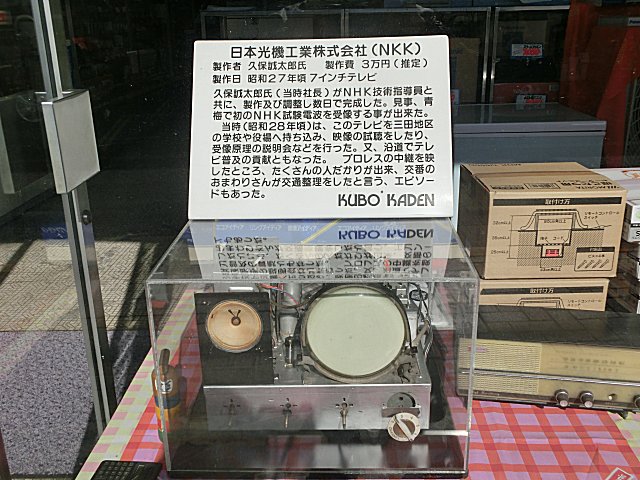 日本光機工業株式会社(NKK)
製作者 久保誠太郎氏 製作費 3万円(推定)
製作日 昭和27年頃 7インチテレビ
久保誠太郎氏(当時社長)がNHK技術指導員と
共に、製作及び調整し数日で完成した。見事、青
梅で初のNHK試験電波を受像する事が出来た。
当時(昭和28年頃)は、このテレビを三田地区
の学校や役場へ持ち込み、映像の試聴をしたり、
受像原理の説明会などを行った。又、沿道でテレ
ビ普及の貢献ともなった。 プロレスの中継を映
したところ、たくさんの人だかりが出来、交番の
おまわりさんが交通整理をしたと言う、エピソー
ドもあった。
KUBO KADEN
取付け方
取付け方